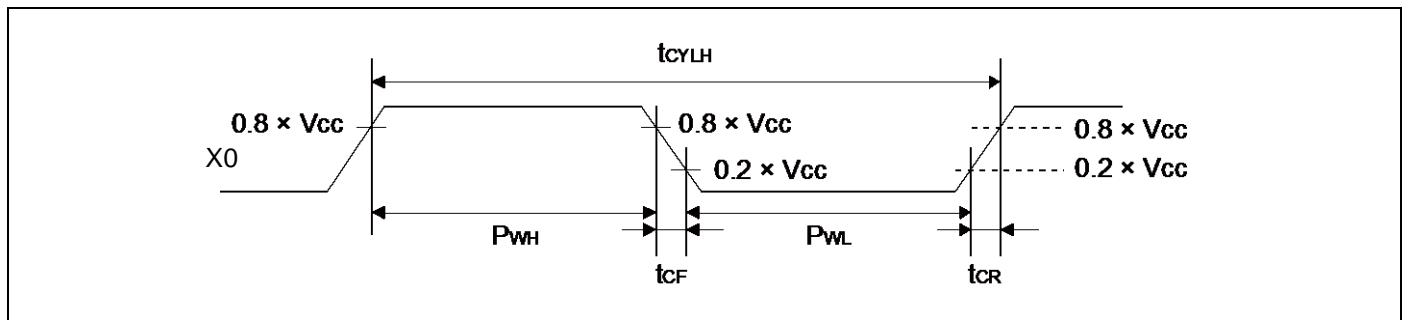 tCYLH
0.8 × Vcc
0.8 × Vcc
0.8 × Vcc
X0
0.2 × Vcc
0.2 × Vcc
PWH
PWL
tCF
tCR